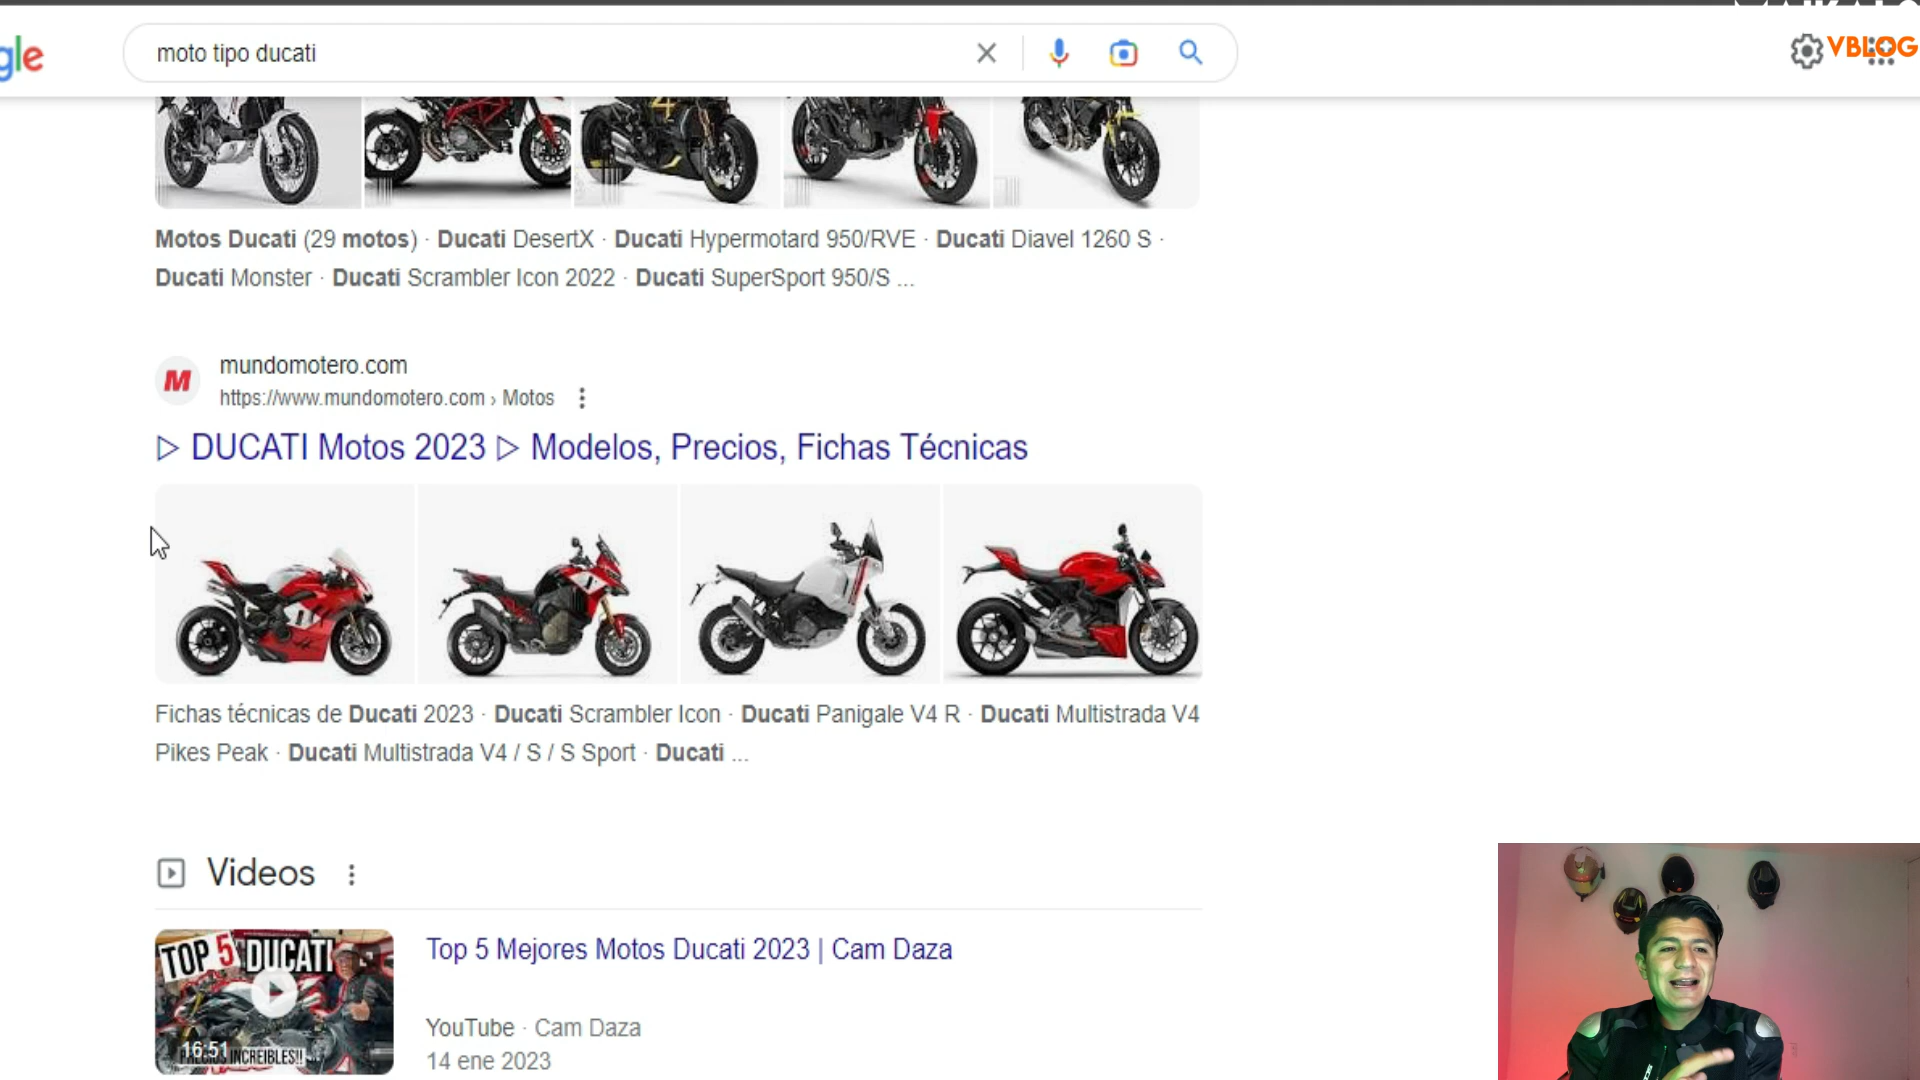 gle
moto tipo ducati
VBLOG
Motos Ducati (29 motos) · Ducati DesertX · Ducati Hypermotard 950/RVE · Ducati Diavel 1260 S ·
Ducati Monster · Ducati Scrambler Icon 2022 · Ducati SuperSport 950/S ...
M
mundomotero.com
https://www.mundomotero.com › Motos
▷ DUCATI Motos 2023 ▷ Modelos, Precios, Fichas Técnicas
Fichas técnicas de Ducati 2023 · Ducati Scrambler Icon · Ducati Panigale V4 R · Ducati Multistrada V4
Pikes Peak · Ducati Multistrada V4 / S / S Sport · Ducati ...
Videos
TOP 5 DUCATI
16:51
PRECIOS INCREIBLES!!
Top 5 Mejores Motos Ducati 2023 | Cam Daza
YouTube · Cam Daza
14 ene 2023